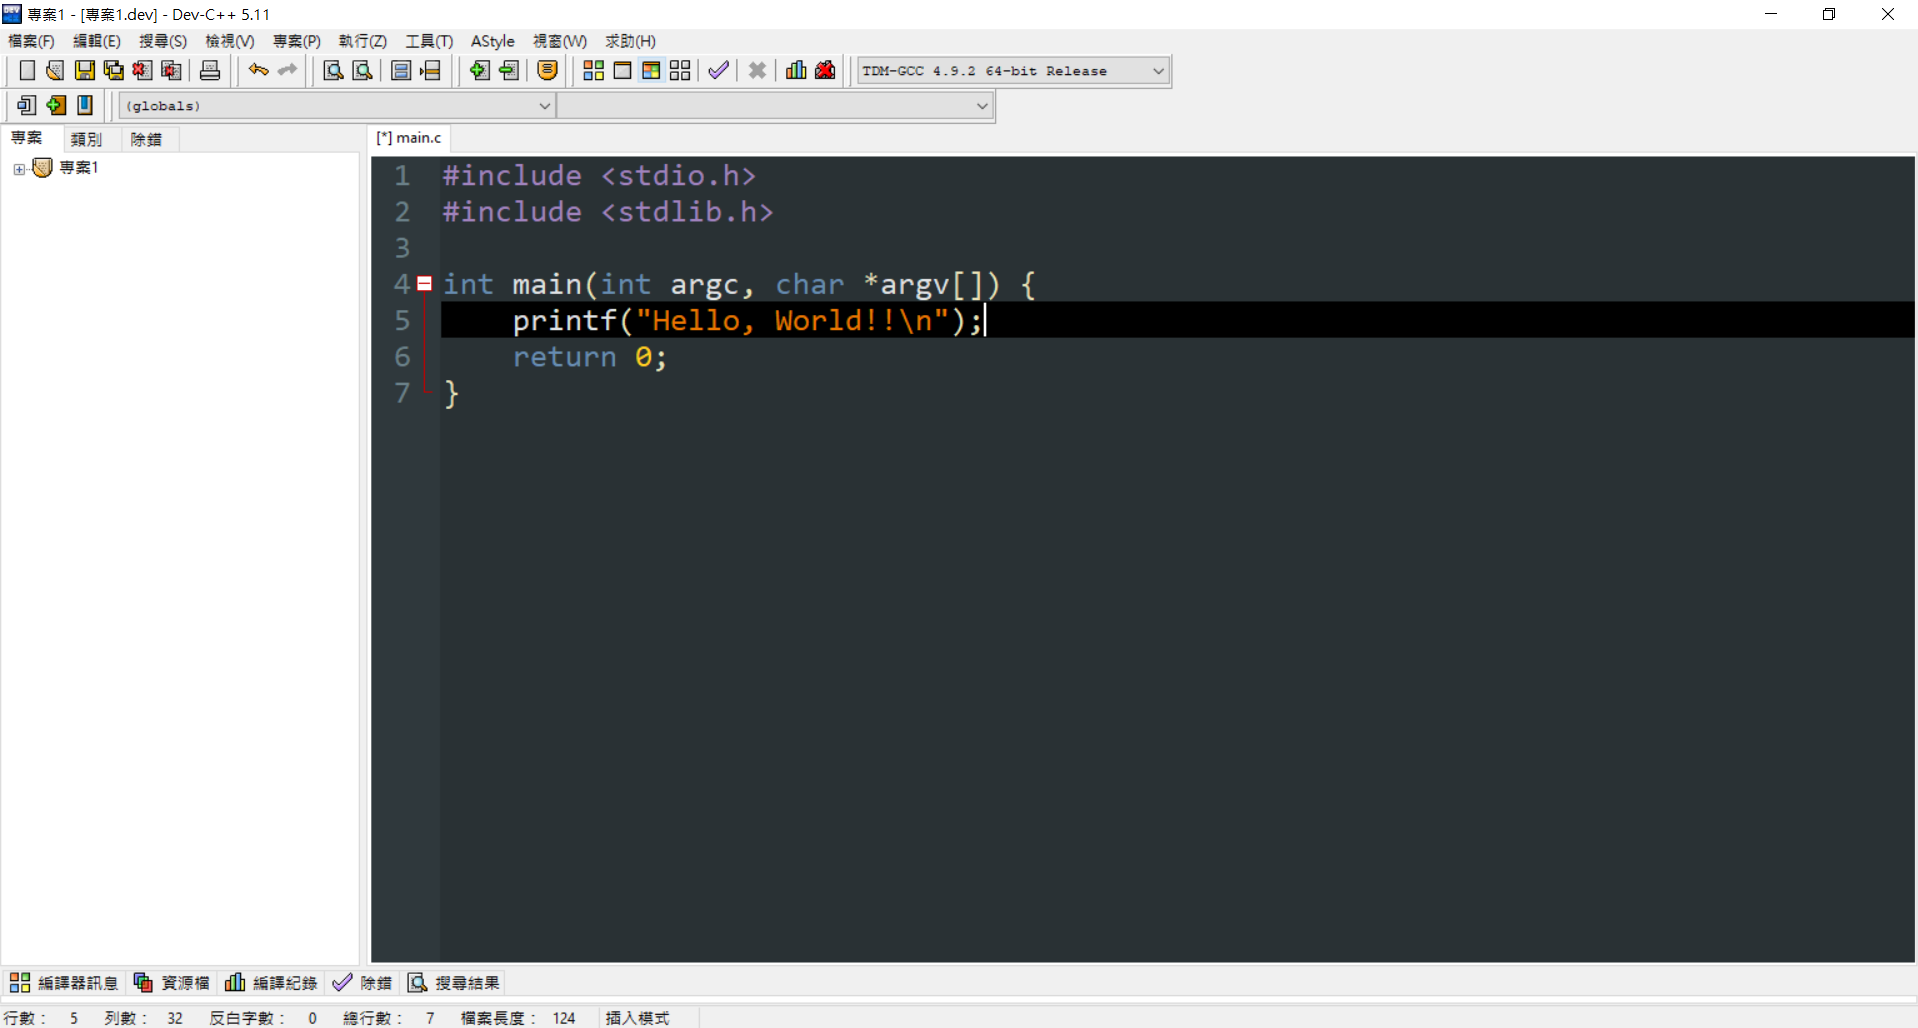 專案1 - [專案1.dev] - Dev-C++ 5.11
檔案(F) 編輯(E) 搜尋(S) 檢視(V) 專案(P) 執行(Z) 工具(T) AStyle 視窗(W) 求助(H)
TDM-GCC 4.9.2 64-bit Release
(globals)
專案 類別 除錯
[*] main.c
專案1
1 #include <stdio.h>
2 #include <stdlib.h>
3
4 int main(int argc, char *argv[]) {
5     printf("Hello, World!!\n");
6     return 0;
7 }
編譯器訊息 資源檔 編譯紀錄 除錯 搜尋結果
行數： 5 列數： 32 反白字數： 0 總行數： 7 檔案長度： 124 插入模式